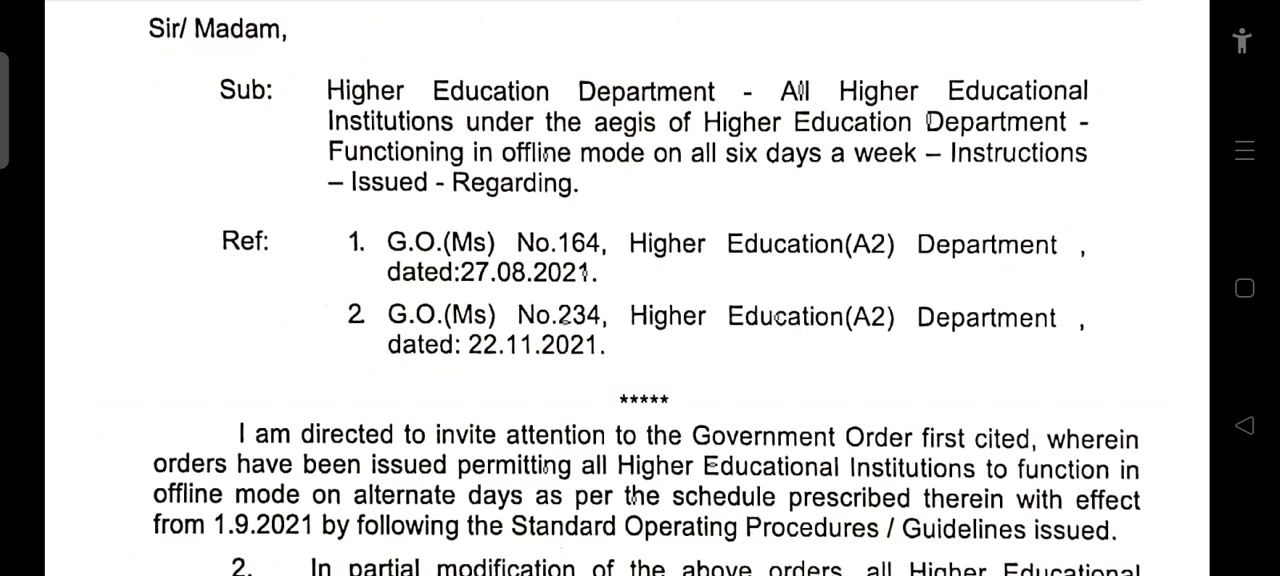 Sir/ Madam,
Sub: Higher Education Department - All Higher Educational
Institutions under the aegis of Higher Education Department -
Functioning in offline mode on all six days a week – Instructions
– Issued - Regarding.
Ref: 1. G.O.(Ms) No.164, Higher Education(A2) Department ,
dated:27.08.2021.
2 G.O.(Ms) No.234, Higher Education(A2) Department ,
dated: 22.11.2021.
*****
I am directed to invite attention to the Government Order first cited, wherein
orders have been issued permitting all Higher Educational Institutions to function in
offline mode on alternate days as per the schedule prescribed therein with effect
from 1.9.2021 by following the Standard Operating Procedures / Guidelines issued.
2. In partial modification of the above orders, all Higher Educational